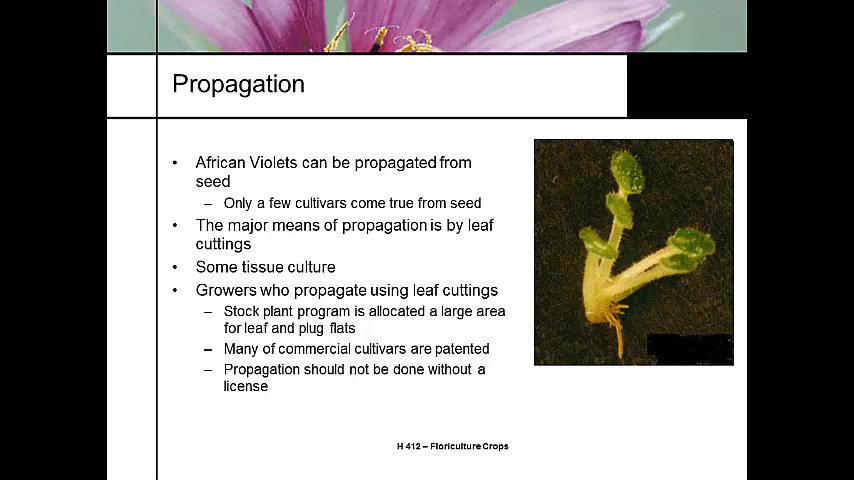 Propagation
• African Violets can be propagated from
seed
– Only a few cultivars come true from seed
• The major means of propagation is by leaf
cuttings
• Some tissue culture
• Growers who propagate using leaf cuttings
– Stock plant program is allocated a large area
for leaf and plug flats
– Many of commercial cultivars are patented
– Propagation should not be done without a
license
H 412 – Floriculture Crops